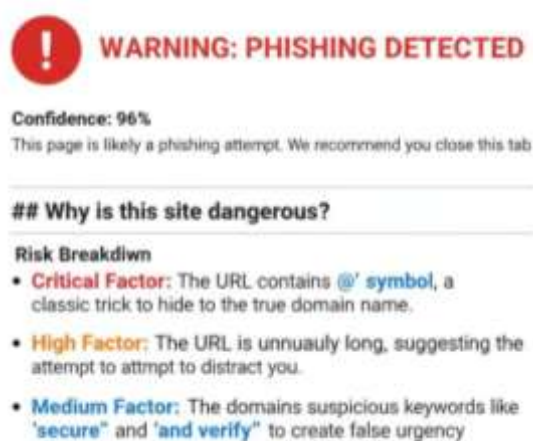 WARNING: PHISHING DETECTED
Confidence: 96%
This page is likely a phishing attempt. We recommend you close this tab
## Why is this site dangerous?
Risk Breakdiwn
• Critical Factor: The URL contains @' symbol, a
classic trick to hide to the true domain name.
• High Factor: The URL is unnuauly long, suggesting the
attempt to attmpt to distract you.
• Medium Factor: The domains suspicious keywords like
'secure" and 'and verify" to create false urgency